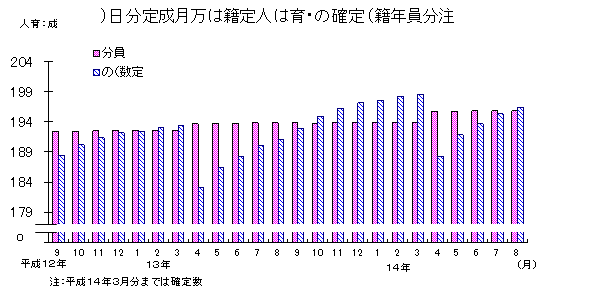 )日分定成月万は籍定人は育・の確定(籍年員分注
人育:成
分員
の(数定
204
199
194
189
184
179
0
9 10 11 12 1 2 3 4 5 6 7 8 9 10 11 12 1 2 3 4 5 6 7 8
平成12年 13年 14年 (月)
注:平成14年3月分までは確定数